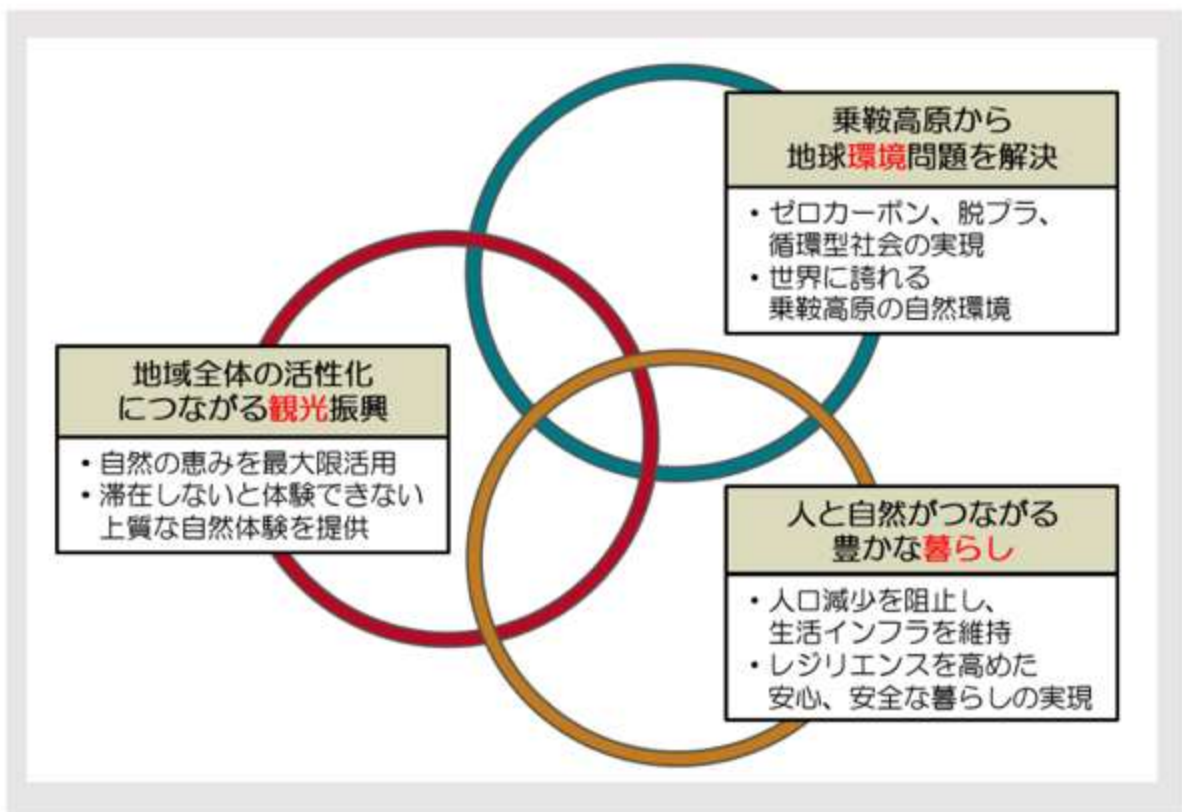 乗鞍高原から
地球環境問題を解決
・ゼロカーボン、脱プラ、
循環型社会の実現
・世界に誇れる
乗鞍高原の自然環境
地域全体の活性化
につながる観光振興
・自然の恵みを最大限活用
・滞在しないと体験できない
上質な自然体験を提供
人と自然がつながる
豊かな暮らし
・人口減少を阻止し、
生活インフラを維持
・レジリエンスを高めた
安心、安全な暮らしの実現